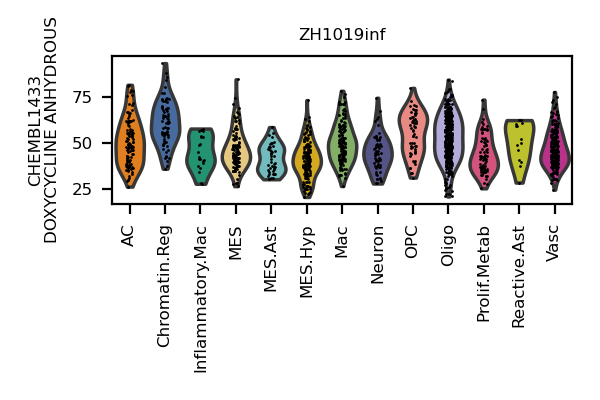 ZH1019inf
CHEMBL1433
DOXYCYCLINE ANHYDROUS
75
50
25
AC
Chromatin.Reg
Inflammatory.Mac
MES
MES.Ast
MES.Hyp
Mac
Neuron
OPC
Oligo
Prolif.Metab
Reactive.Ast
Vasc